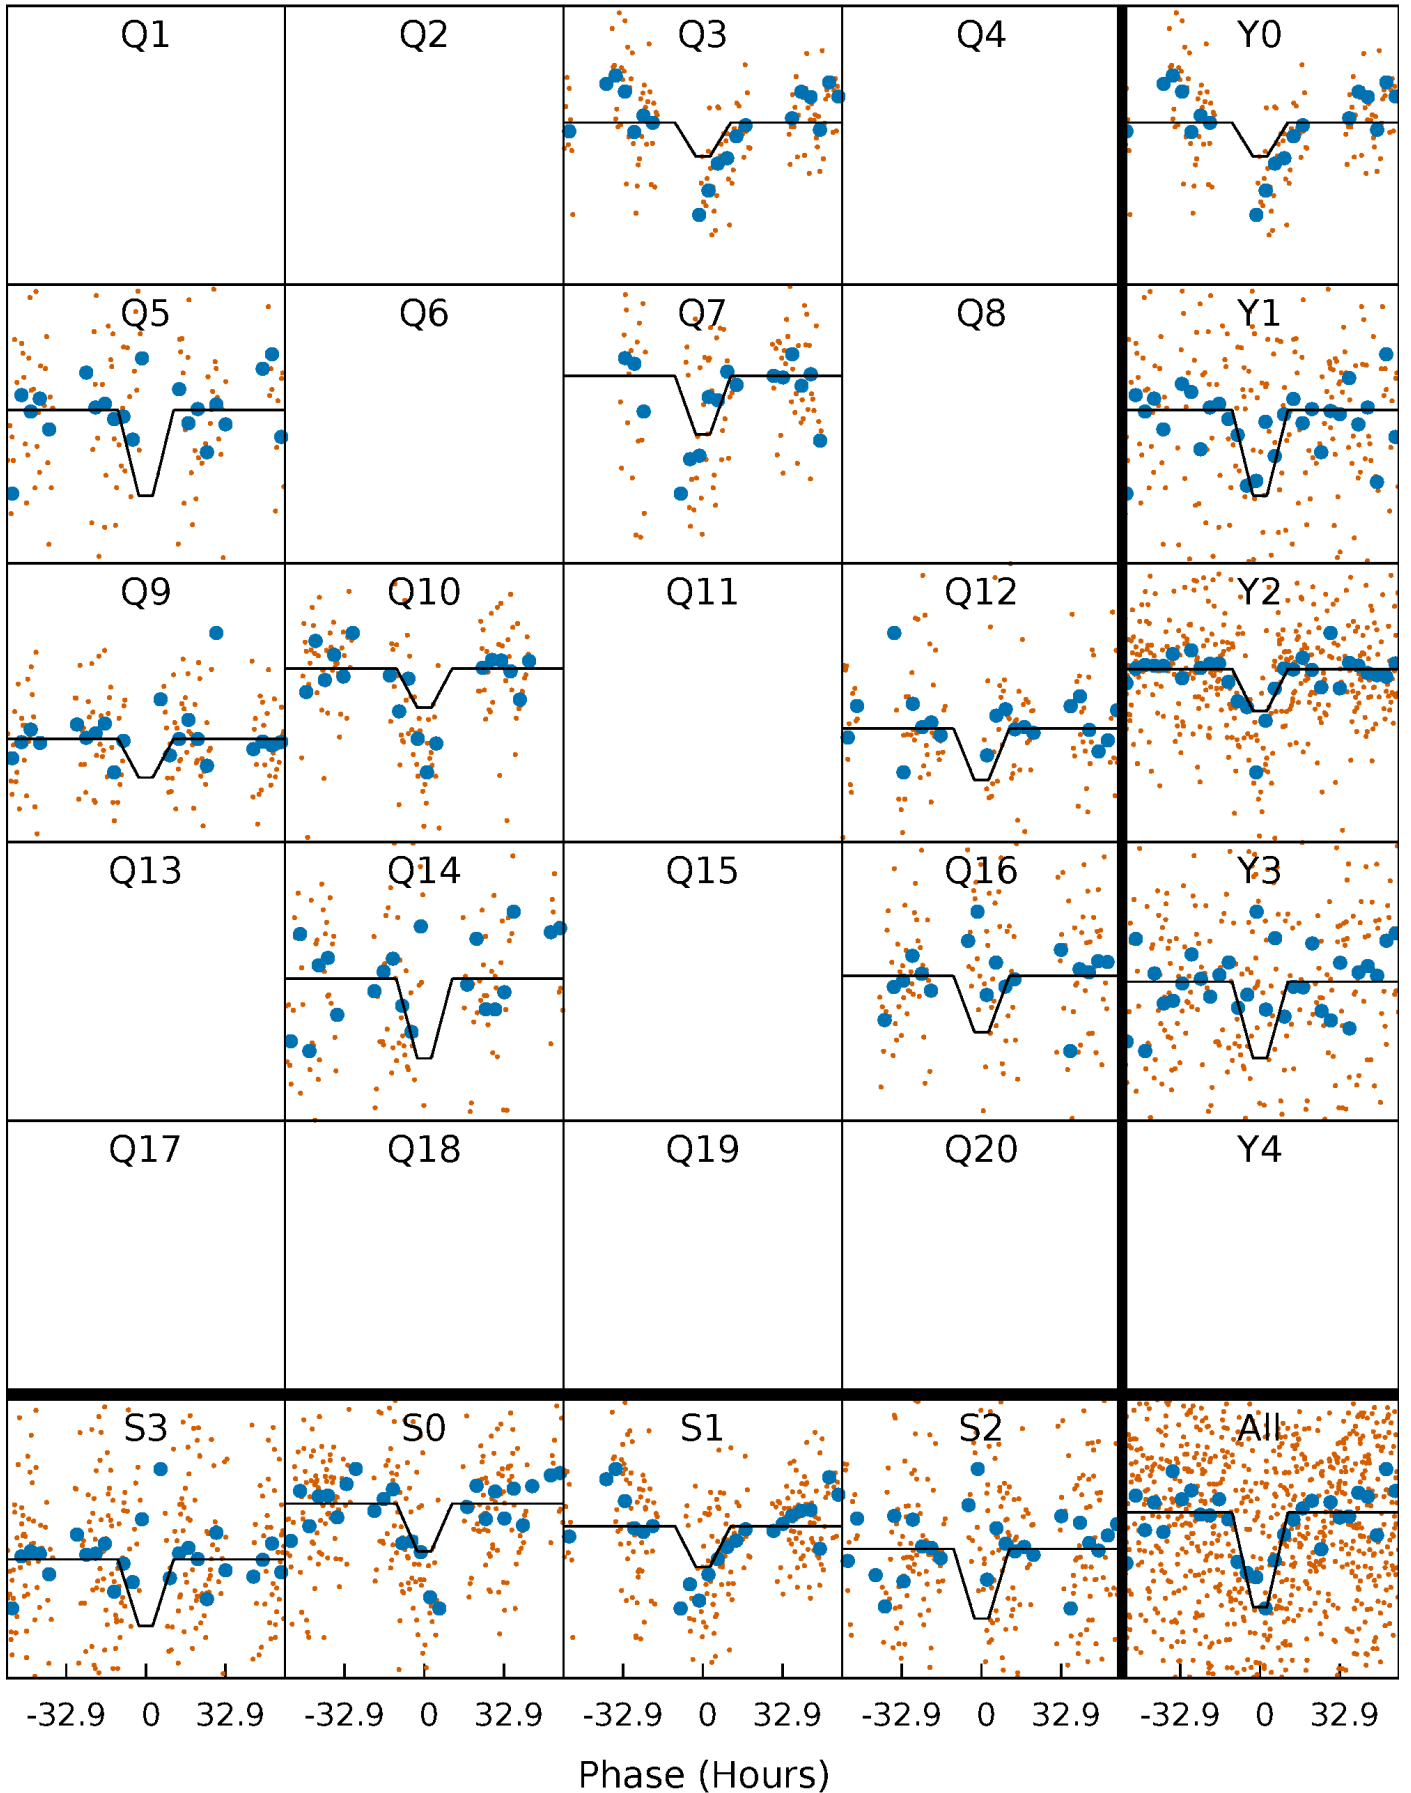 Q1 Q2 Q3 Q4 Y0
Q5 Q6 Q7 Q8 Y1
Q9 Q10 Q11 Q12 Y2
Q13 Q14 Q15 Q16 Y3
Q17 Q18 Q19 Q20 Y4
S3 S0 S1 S2 All
-32.9 0 32.9 -32.9 0 32.9 -32.9 0 32.9 -32.9 0 32.9 -32.9 0 32.9
Phase (Hours)